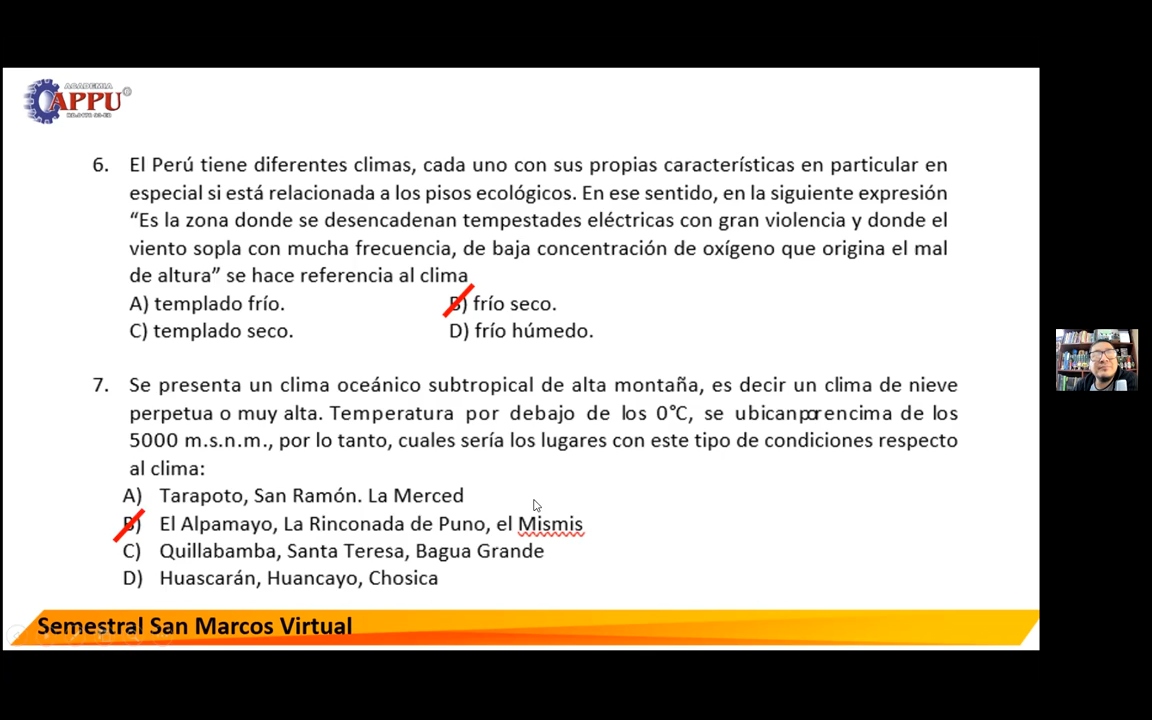 ACADEMIA
APPU
6. El Perú tiene diferentes climas, cada uno con sus propias características en particular en
especial si está relacionada a los pisos ecológicos. En ese sentido, en la siguiente expresión
“Es la zona donde se desencadenan tempestades eléctricas con gran violencia y donde el
viento sopla con mucha frecuencia, de baja concentración de oxígeno que origina el mal
de altura” se hace referencia al clima
A) templado frío. B) frío seco.
C) templado seco. D) frío húmedo.
7. Se presenta un clima oceánico subtropical de alta montaña, es decir un clima de nieve
perpetua o muy alta. Temperatura por debajo de los 0°C, se ubican por encima de los
5000 m.s.n.m., por lo tanto, cuales sería los lugares con este tipo de condiciones respecto
al clima:
A) Tarapoto, San Ramón. La Merced
B) El Alpamayo, La Rinconada de Puno, el Mismis
C) Quillabamba, Santa Teresa, Bagua Grande
D) Huascarán, Huancayo, Chosica
Semestral San Marcos Virtual